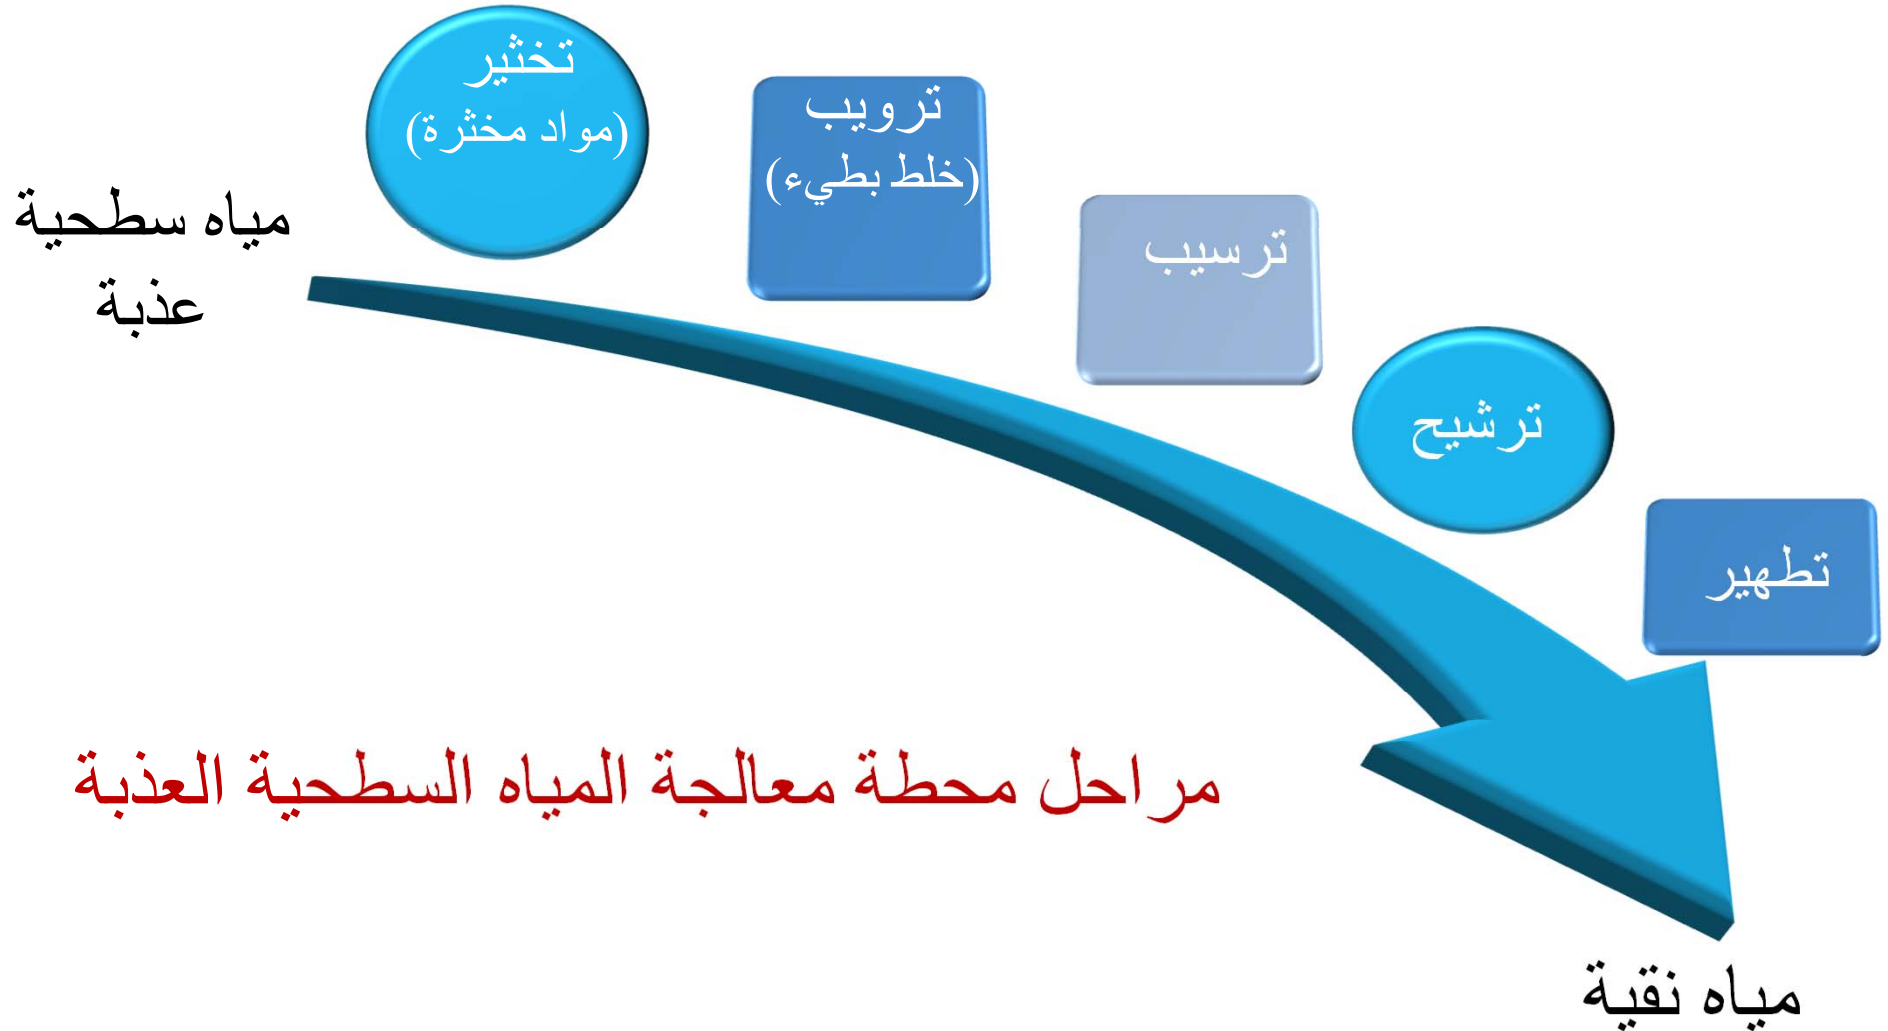 مياه سطحية
عذبة
تخثير
(مواد مخثرة)
ترويب
(خلط بطيء)
ترسيب
ترشيح
تطهير
مياه نقية
مراحل محطة معالجة المياه السطحية العذبة